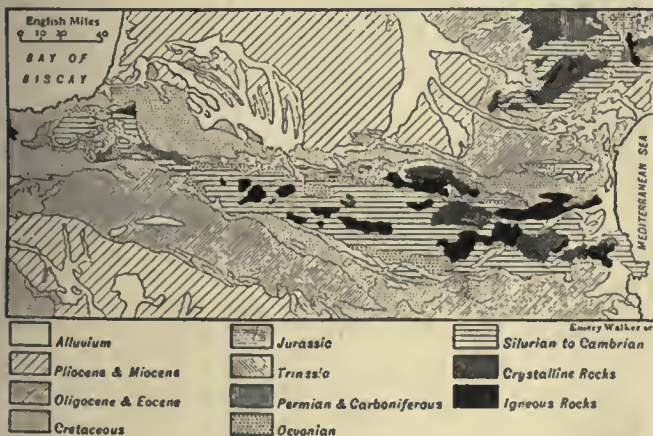 English Miles
0 10 20 40
BAY OF
BISCAY
MEDITERRANEAN SEA
Emery Walker sc
Alluvium
Pliocene & Miocene
Oligocene & Eocene
Cretaceous
Jurassic
Triassic
Permian & Carboniferous
Devonian
Silurian to Cambrian
Crystalline Rocks
Igneous Rocks